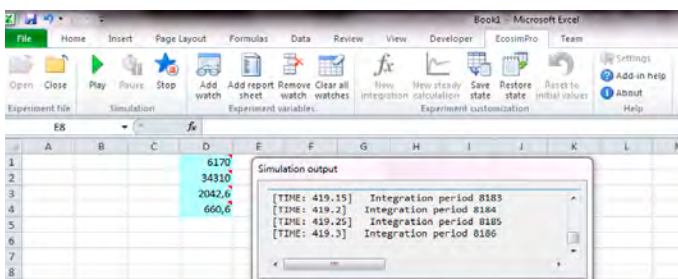 Book1 - Microsoft Excel
File Home Insert Page Layout Formulas Data Review View Developer EcosimPro Team
Open Close Play Pause Stop Add watch Add report sheet Remove watch Clear all watches New integration New steady calculation Save state Restore state Reset to initial values Settings Add-in help About
Experiment file Simulation Experiment variables Experiment customization Help
E8 fx
A B C D E F G H I J K L
1 6170
2 34310
3 2042,6
4 660,6
5
6
7
8
Simulation output
[TIME: 419.15] Integration period 8183
[TIME: 419.2] Integration period 8184
[TIME: 419.25] Integration period 8185
[TIME: 419.3] Integration period 8186